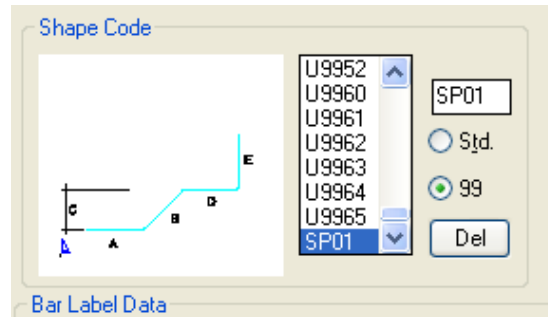 Shape Code
E
D
C
B
A
U9952
U9960
U9961
U9962
U9963
U9964
U9965
SP01
SP01
Std.
99
Del
Bar Label Data